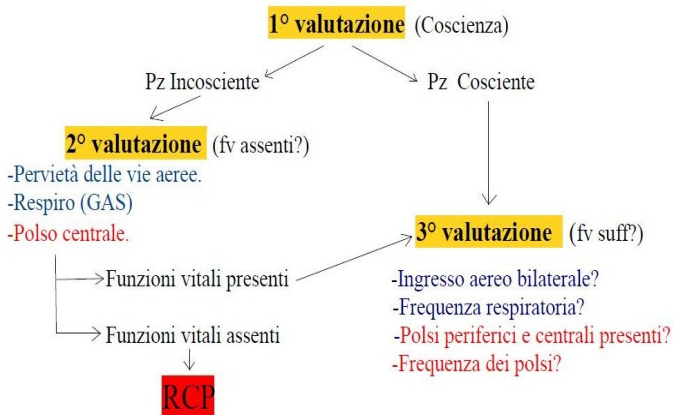 1° valutazione (Coscienza)
Pz Incosciente
Pz Cosciente
2° valutazione (fv assenti?)
-Pervietà delle vie aeree.
-Respiro (GAS)
-Polso centrale.
Funzioni vitali presenti
Funzioni vitali assenti
RCP
3° valutazione (fv suff?)
-Ingresso aereo bilaterale?
-Frequenza respiratoria?
-Polsi periferici e centrali presenti?
-Frequenza dei polsi?